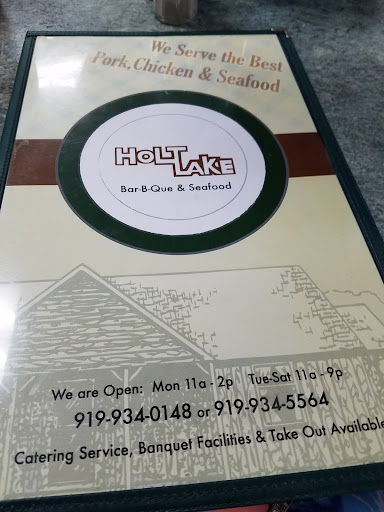 We Serve the Best
Pork, Chicken & Seafood
HOLT LAKE
Bar-B-Que & Seafood
We are Open: Mon 11a - 2p Tue-Sat 11a - 9p
919-934-0148 or 919-934-5564
Catering Service, Banquet Facilities & Take Out Available